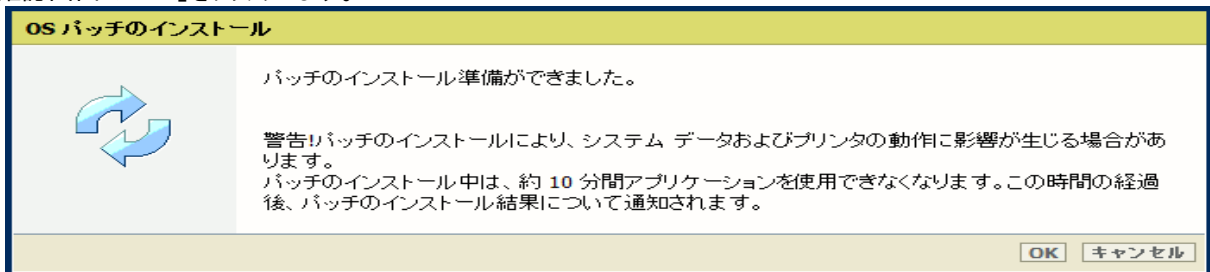 OS パッチのインストール
パッチのインストール準備ができました。
警告!パッチのインストールにより、システム データおよびプリンタの動作に影響が生じる場合があ
ります。
パッチのインストール中は、約 10 分間アプリケーションを使用できなくなります。この時間の経過
後、パッチのインストール結果について通知されます。
OK キャンセル